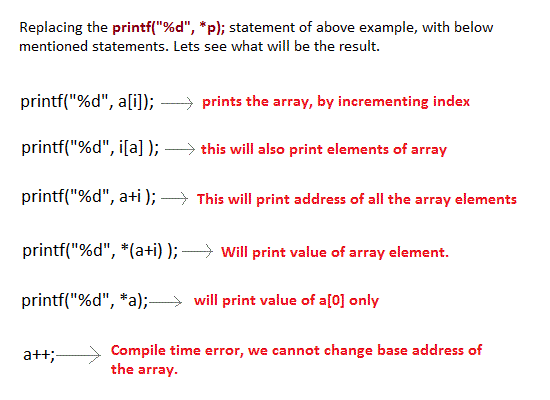 Replacing the printf("%d", *p); statement of above example, with below
mentioned statements. Lets see what will be the result.
printf("%d", a[i]); prints the array, by incrementing index
printf("%d", i[a] ); this will also print elements of array
printf("%d", a+i ); This will print address of all the array elements
printf("%d", *(a+i) ); Will print value of array element.
printf("%d", *a); will print value of a[0] only
a++; Compile time error, we cannot change base address of
the array.